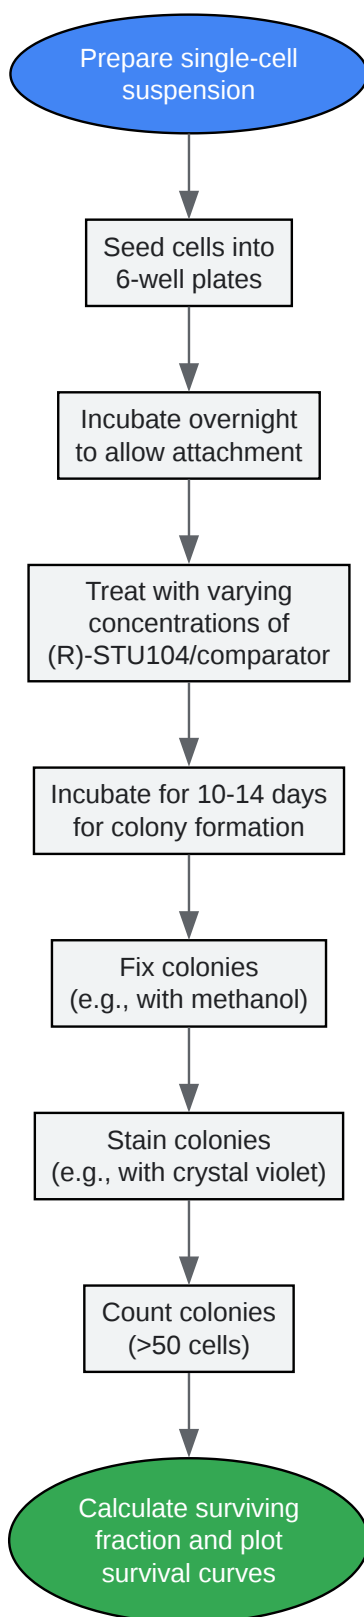 Prepare single-cell
suspension
Seed cells into
6-well plates
Incubate overnight
to allow attachment
Treat with varying
concentrations of
(R)-STU104/comparator
Incubate for 10-14 days
for colony formation
Fix colonies
(e.g., with methanol)
Stain colonies
(e.g., with crystal violet)
Count colonies
(>50 cells)
Calculate surviving
fraction and plot
survival curves